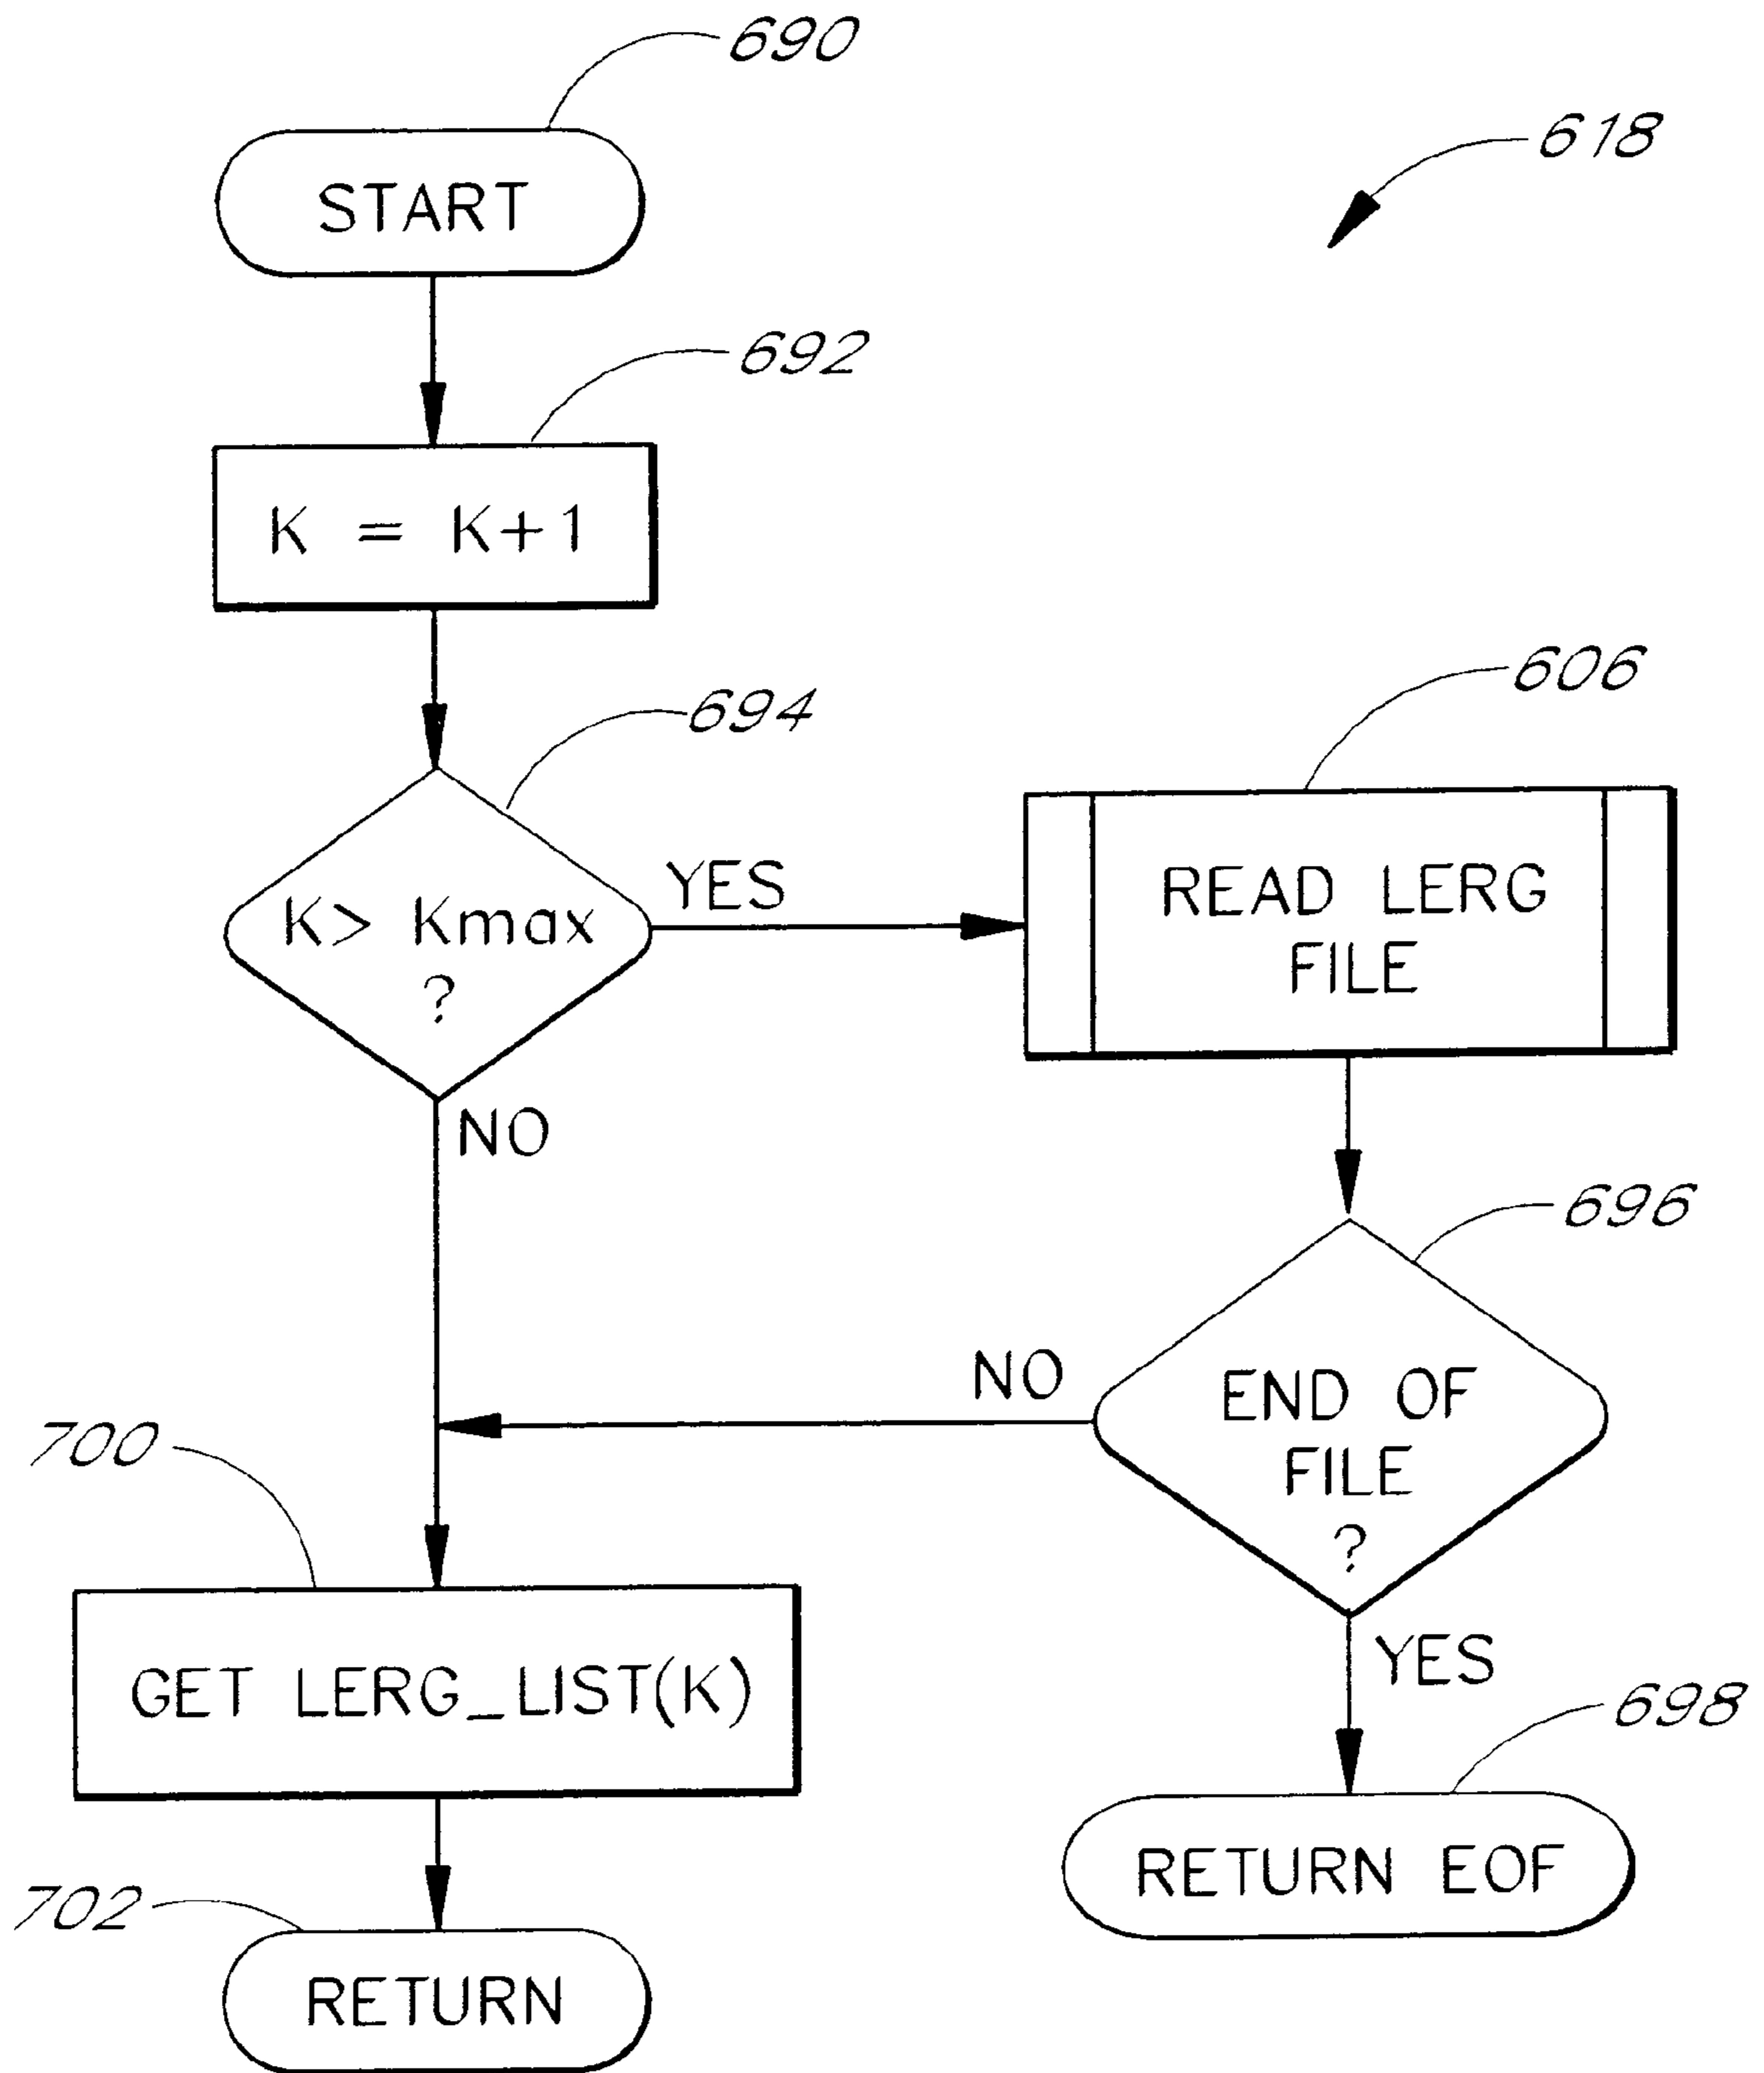 690
618
START
692
K = K+1
694
606
K> Kmax
?
YES
READ LERG
FILE
NO
696
NO
END OF
FILE
?
700
YES
GET LERG_LIST(K)
698
RETURN EOF
702
RETURN